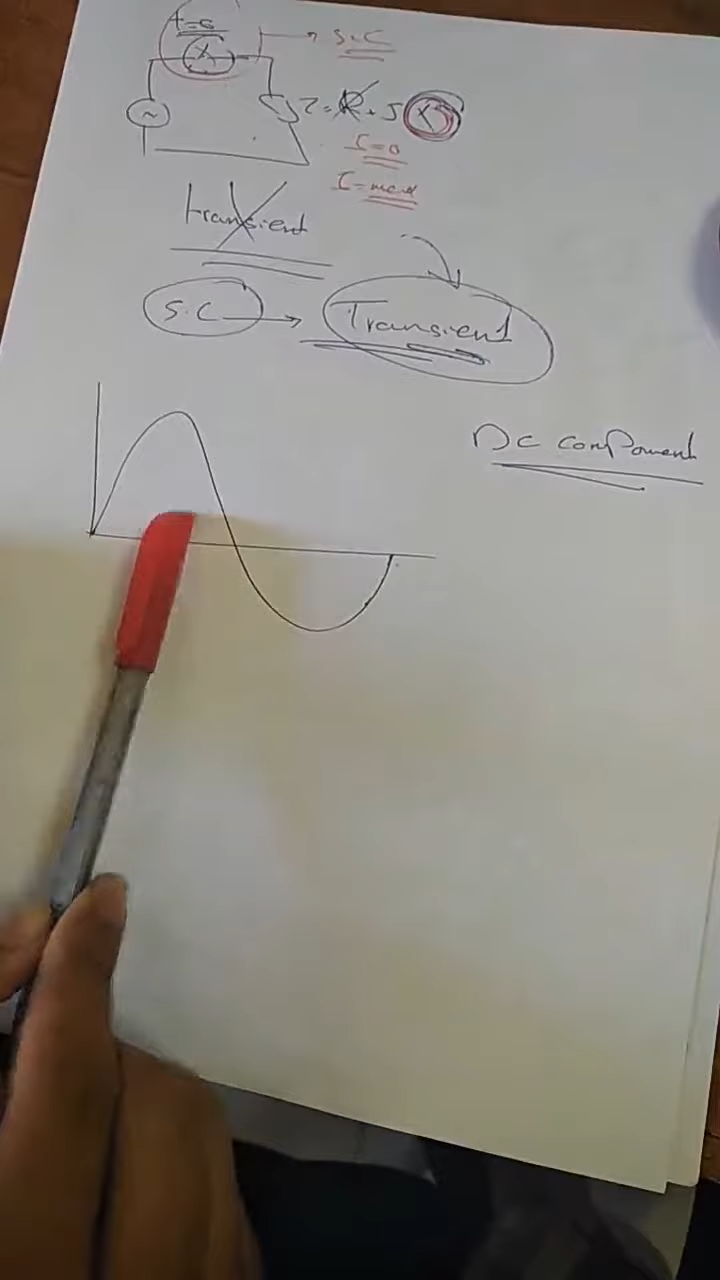 t=0
S.C
Z=R+J X
I=0
I=max
transient
S.C → Transient
DC component